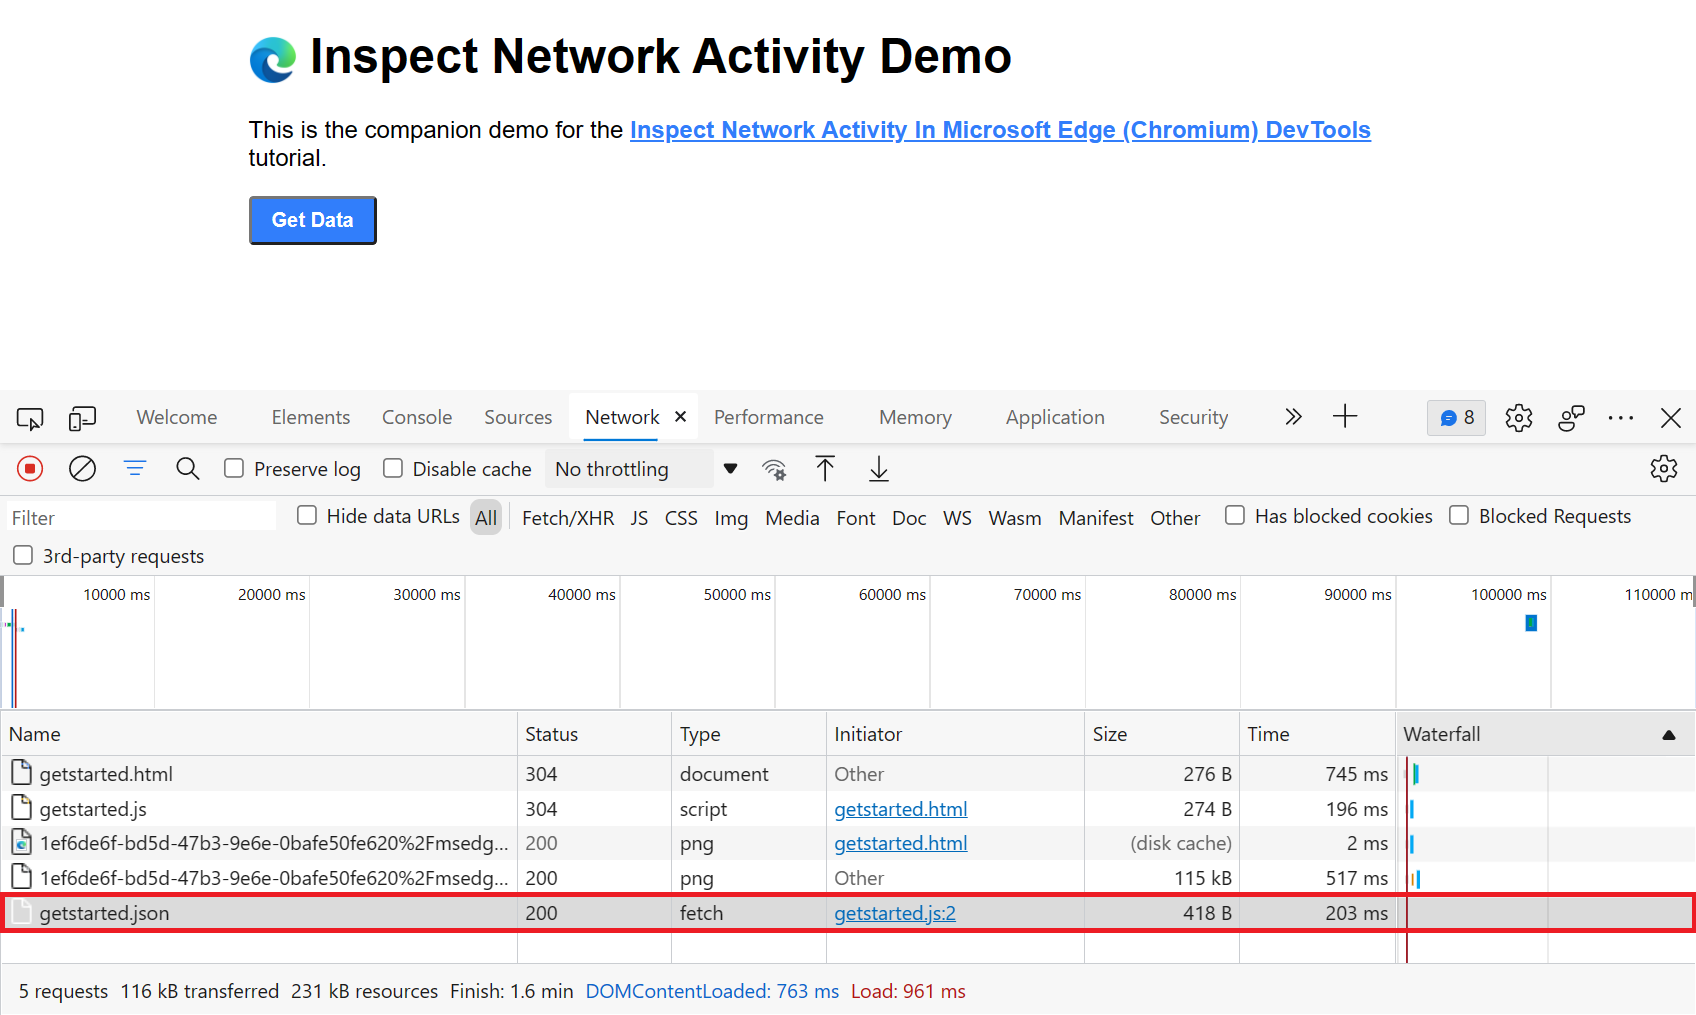 Inspect Network Activity Demo
This is the companion demo for the Inspect Network Activity In Microsoft Edge (Chromium) DevTools
tutorial.
Get Data
Welcome Elements Console Sources Network Performance Memory Application Security 8
Preserve log Disable cache No throttling
Filter Hide data URLs All Fetch/XHR JS CSS Img Media Font Doc WS Wasm Manifest Other Has blocked cookies Blocked Requests
3rd-party requests
10000 ms 20000 ms 30000 ms 40000 ms 50000 ms 60000 ms 70000 ms 80000 ms 90000 ms 100000 ms 110000 m
Name Status Type Initiator Size Time Waterfall
getstarted.html 304 document Other 276 B 745 ms
getstarted.js 304 script getstarted.html 274 B 196 ms
1ef6de6f-bd5d-47b3-9e6e-0bafe50fe620%2Fmsedg... 200 png getstarted.html (disk cache) 2 ms
1ef6de6f-bd5d-47b3-9e6e-0bafe50fe620%2Fmsedg... 200 png Other 115 kB 517 ms
getstarted.json 200 fetch getstarted.js:2 418 B 203 ms
5 requests 116 kB transferred 231 kB resources Finish: 1.6 min DOMContentLoaded: 763 ms Load: 961 ms